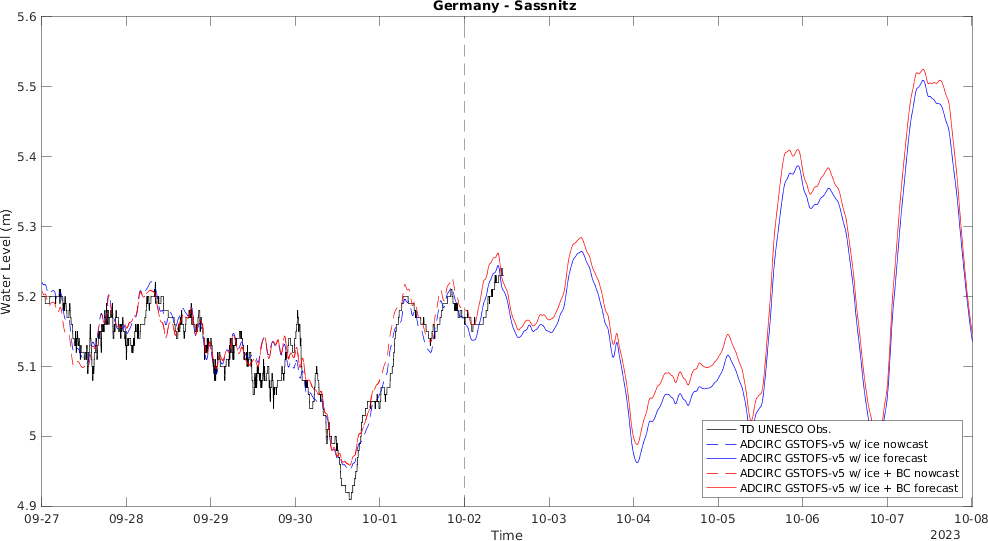 Germany - Sassnitz
5.6
5.5
5.4
5.3
5.2
5.1
5
4.9
Water Level (m)
09-27
09-28
09-29
09-30
10-01
10-02
10-03
10-04
10-05
10-06
10-07
10-08
Time
2023
TD UNESCO Obs.
ADCIRC GSTOFS-v5 w/ ice nowcast
ADCIRC GSTOFS-v5 w/ ice forecast
ADCIRC GSTOFS-v5 w/ ice + BC nowcast
ADCIRC GSTOFS-v5 w/ ice + BC forecast